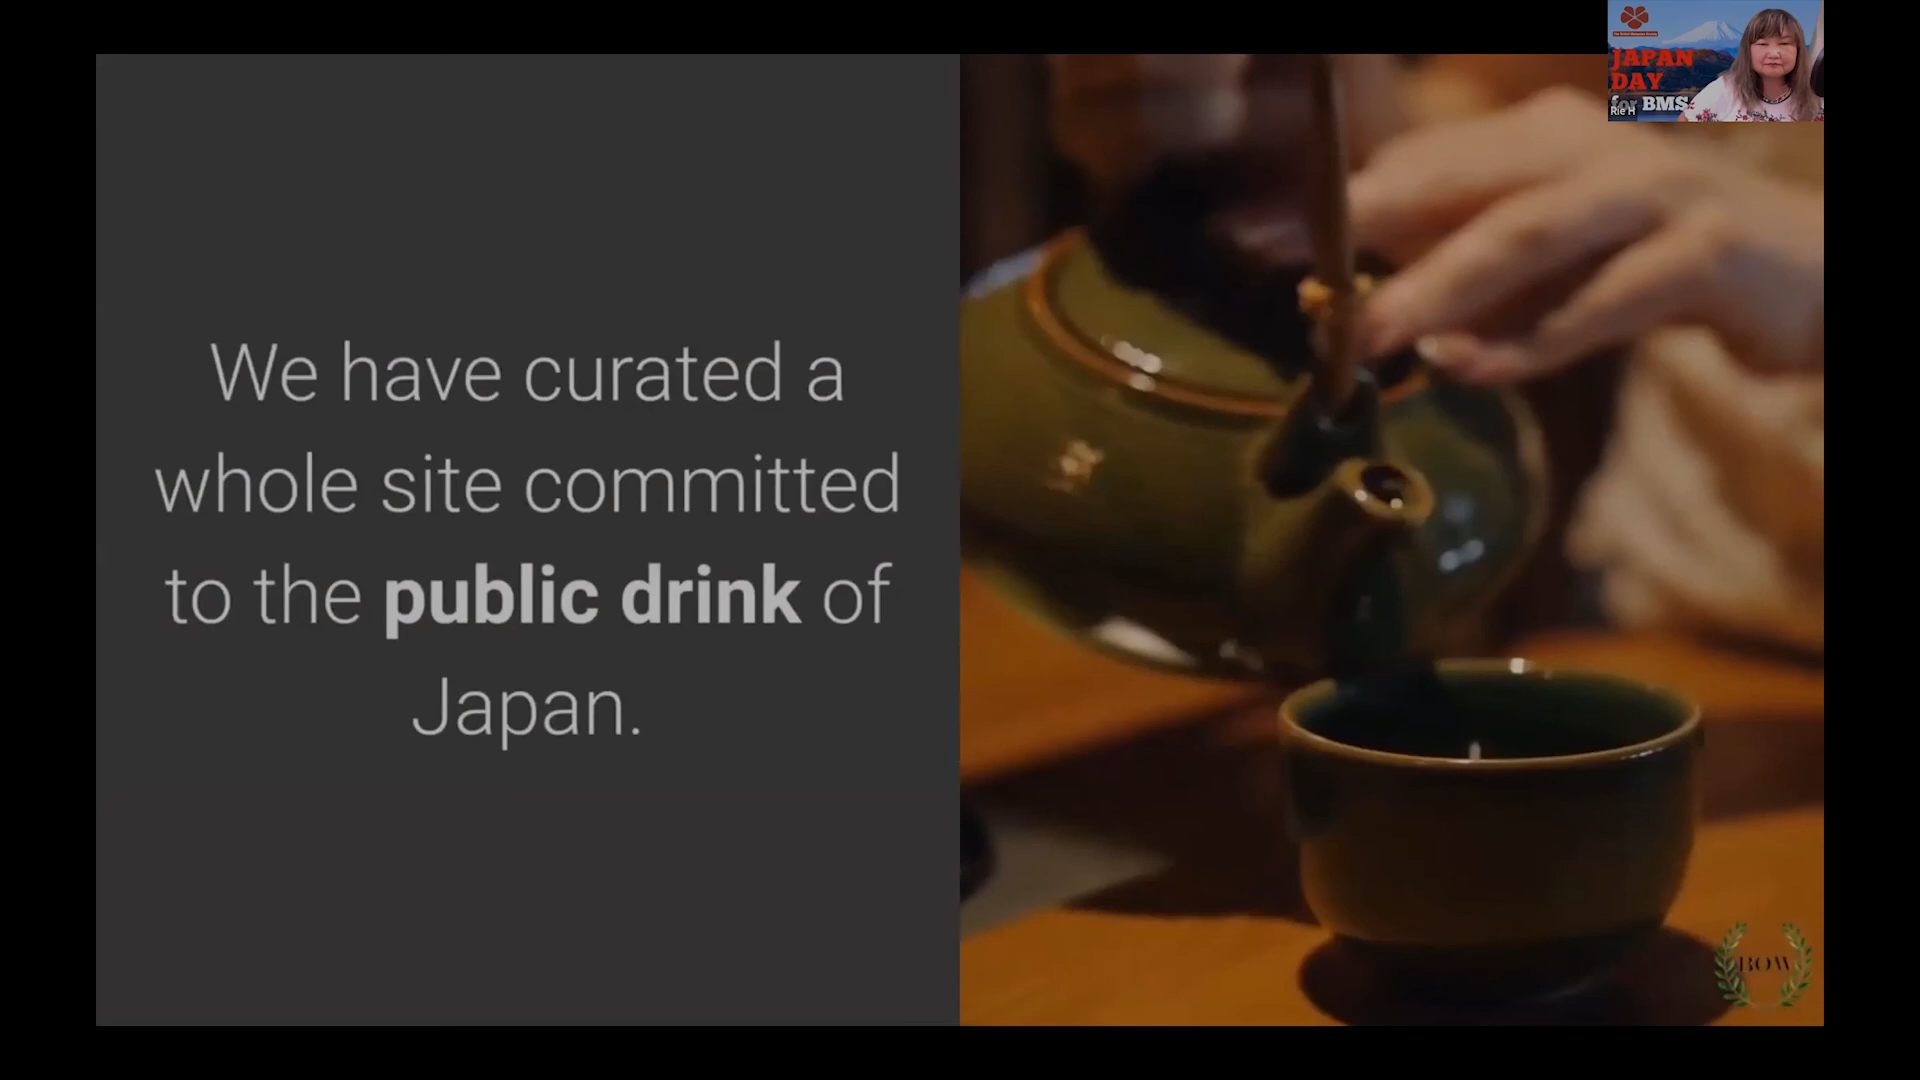 JAPAN
DAY
for BMS
Rie H
We have curated a
whole site committed
to the public drink of
Japan.
BOW